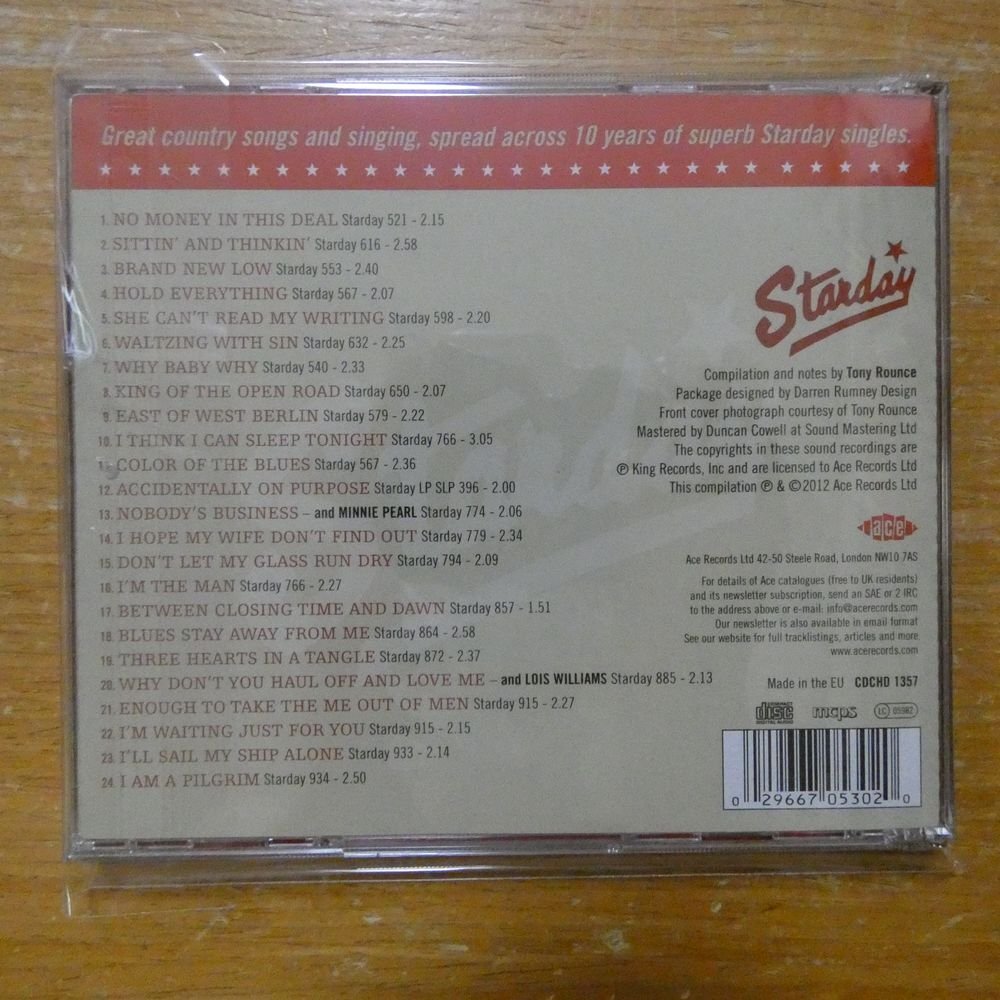 Great country songs and singing, spread across 10 years of superb Starday singles.
1. NO MONEY IN THIS DEAL Starday 521 - 2.15
2. SITTIN' AND THINKIN' Starday 616 - 2.58
3. BRAND NEW LOW Starday 553 - 2.40
4. HOLD EVERYTHING Starday 567 - 2.07
5. SHE CAN'T READ MY WRITING Starday 598 - 2.20
6. WALTZING WITH SIN Starday 632 - 2.25
7. WHY BABY WHY Starday 540 - 2.33
8. KING OF THE OPEN ROAD Starday 650 - 2.07
9. EAST OF WEST BERLIN Starday 579 - 2.22
10. I THINK I CAN SLEEP TONIGHT Starday 766 - 3.05
11. COLOR OF THE BLUES Starday 567 - 2.36
12. ACCIDENTALLY ON PURPOSE Starday LP SLP 396 - 2.00
13. NOBODY'S BUSINESS – and MINNIE PEARL Starday 774 - 2.06
14. I HOPE MY WIFE DON'T FIND OUT Starday 779 - 2.34
15. DON'T LET MY GLASS RUN DRY Starday 794 - 2.09
16. I'M THE MAN Starday 766 - 2.27
17. BETWEEN CLOSING TIME AND DAWN Starday 857 - 1.51
18. BLUES STAY AWAY FROM ME Starday 864 - 2.58
19. THREE HEARTS IN A TANGLE Starday 872 - 2.37
20. WHY DON'T YOU HAUL OFF AND LOVE ME – and LOIS WILLIAMS Starday 885 - 2.13
21. ENOUGH TO TAKE THE ME OUT OF MEN Starday 915 - 2.27
22. I'M WAITING JUST FOR YOU Starday 915 - 2.15
23. I'LL SAIL MY SHIP ALONE Starday 933 - 2.14
24. I AM A PILGRIM Starday 934 - 2.50
Starday
Compilation and notes by Tony Rounce
Package designed by Darren Rumney Design
Front cover photograph courtesy of Tony Rounce
Mastered by Duncan Cowell at Sound Mastering Ltd
The copyrights in these sound recordings are
℗ King Records, Inc and are licensed to Ace Records Ltd
This compilation ℗ & © 2012 Ace Records Ltd
ace
Ace Records Ltd 42-50 Steele Road, London NW10 7AS
For details of Ace catalogues (free to UK residents)
and its newsletter subscription, send an SAE or 2 IRC
to the address above or e-mail: info@acerecords.com
Our newsletter is also available in email format
See our website for full tracklistings, articles and more
www.acerecords.com
Made in the EU CDCHD 1357
COMPACT disc DIGITAL AUDIO
mcps
LC 05982
0 29667 05302 0